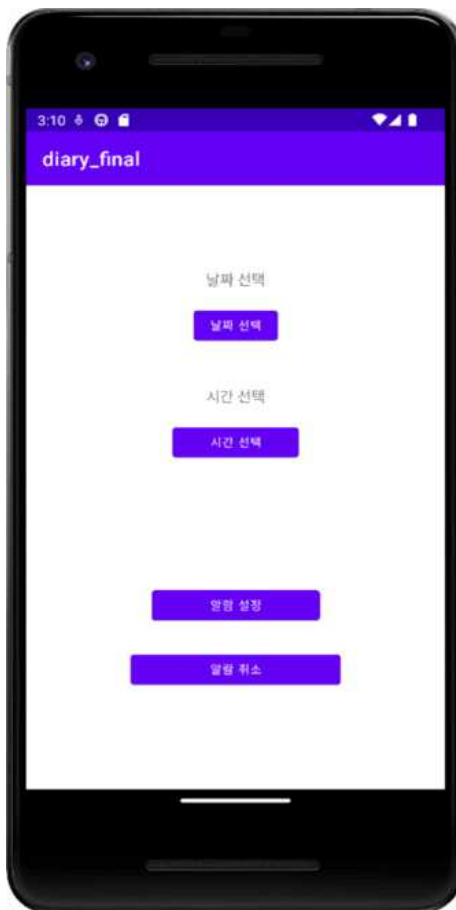 3:10
diary_final
날짜 선택
날짜 선택
시간 선택
시간 선택
알람 설정
알람 취소